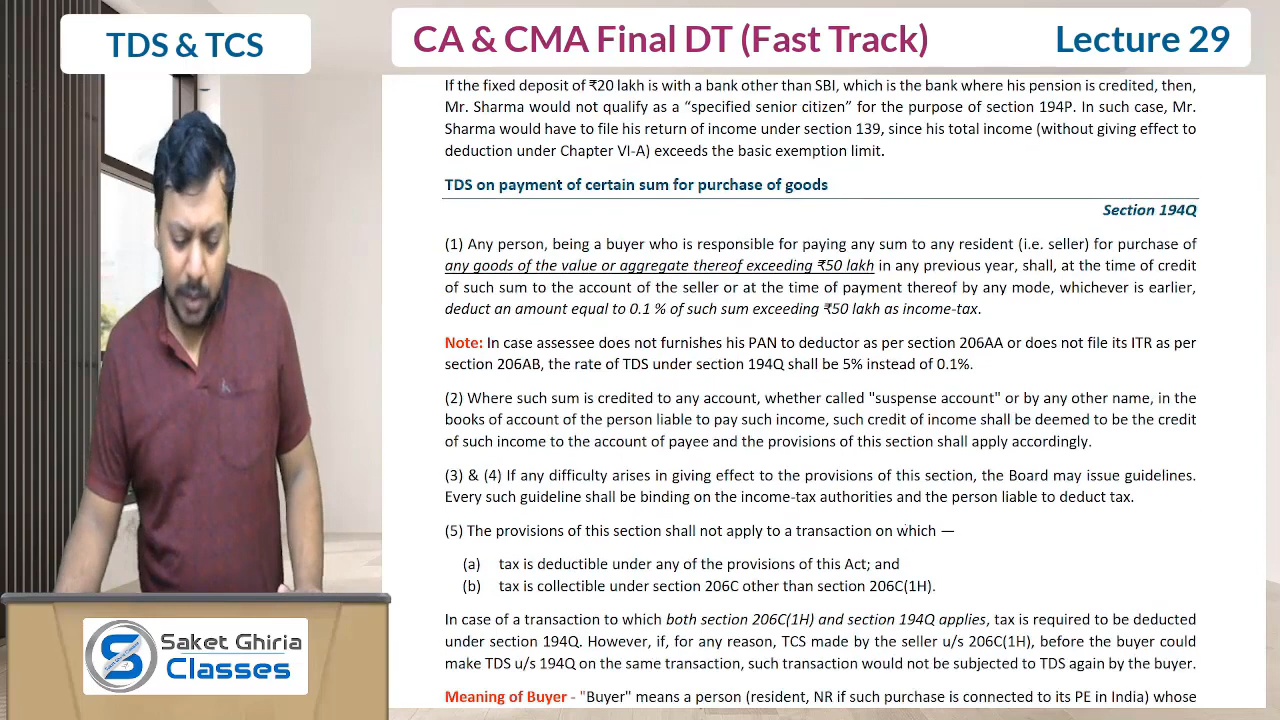 TDS & TCS
CA & CMA Final DT (Fast Track)
Lecture 29
If the fixed deposit of ₹20 lakh is with a bank other than SBI, which is the bank where his pension is credited, then,
Mr. Sharma would not qualify as a “specified senior citizen” for the purpose of section 194P. In such case, Mr.
Sharma would have to file his return of income under section 139, since his total income (without giving effect to
deduction under Chapter VI-A) exceeds the basic exemption limit.
TDS on payment of certain sum for purchase of goods
Section 194Q
(1) Any person, being a buyer who is responsible for paying any sum to any resident (i.e. seller) for purchase of
any goods of the value or aggregate thereof exceeding ₹50 lakh in any previous year, shall, at the time of credit
of such sum to the account of the seller or at the time of payment thereof by any mode, whichever is earlier,
deduct an amount equal to 0.1 % of such sum exceeding ₹50 lakh as income-tax.
Note: In case assessee does not furnishes his PAN to deductor as per section 206AA or does not file its ITR as per
section 206AB, the rate of TDS under section 194Q shall be 5% instead of 0.1%.
(2) Where such sum is credited to any account, whether called "suspense account" or by any other name, in the
books of account of the person liable to pay such income, such credit of income shall be deemed to be the credit
of such income to the account of payee and the provisions of this section shall apply accordingly.
(3) & (4) If any difficulty arises in giving effect to the provisions of this section, the Board may issue guidelines.
Every such guideline shall be binding on the income-tax authorities and the person liable to deduct tax.
(5) The provisions of this section shall not apply to a transaction on which —
(a) tax is deductible under any of the provisions of this Act; and
(b) tax is collectible under section 206C other than section 206C(1H).
In case of a transaction to which both section 206C(1H) and section 194Q applies, tax is required to be deducted
under section 194Q. However, if, for any reason, TCS made by the seller u/s 206C(1H), before the buyer could
make TDS u/s 194Q on the same transaction, such transaction would not be subjected to TDS again by the buyer.
Meaning of Buyer - "Buyer" means a person (resident, NR if such purchase is connected to its PE in India) whose
Saket Ghiria
Classes